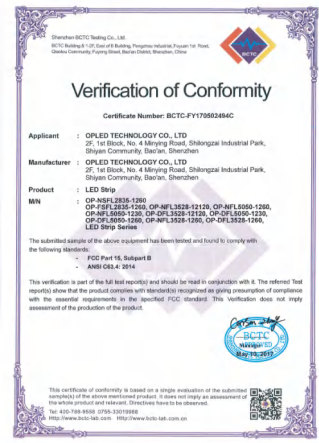 Shenzhen BCTC Testing Co., Ltd.
BCTC Building & 1-2F, East of B Building, Pengzhou Industrial, Fuyuan 1st Road,
Qiaotou Community, Fuyong Street, Bao'an District, Shenzhen, China
BCTC
Verification of Conformity
Certificate Number: BCTC-FY170502494C
Applicant : OPLED TECHNOLOGY CO., LTD
2F, 1st Block, No. 4 Minying Road, Shilongzai Industrial Park,
Shiyan Community, Bao'an, Shenzhen
Manufacturer : OPLED TECHNOLOGY CO., LTD
2F, 1st Block, No. 4 Minying Road, Shilongzai Industrial Park,
Shiyan Community, Bao'an, Shenzhen
Product : LED Strip
M/N : OP-NSFL2835-1260
OP-FSFL2835-1260, OP-NFL3528-12120, OP-NFL5050-1260,
OP-NFL5050-1230, OP-DFL3528-12120, OP-DFL5050-1230,
OP-DFL5050-1260, OP-NFL3528-1260, OP-DFL3528-1260,
LED Strip Series
The submitted sample of the above equipment has been tested and found to comply with
the following standards:
- FCC Part 15, Subpart B
- ANSI C63.4: 2014
This verification is part of the full test report(s) and should be read in conjunction with it. The referred Test
report(s) show that the product complies with standard(s) recognized as giving presumption of compliance
with the essential requirements in the specified FCC standard. This Verification does not imply
assessment of the production of the product.
BCTC
Manager
May 10, 2017
This certificate of conformity is based on a single evaluation of the submitted
sample(s) of the above mentioned product. It does not imply an assessment of
the whole product and relevant. Directives have to be observed.
Tel: 400-788-9558 0755-33019988
Http://www.bctc-lab.com Http://www.bctc-lab.com.cn